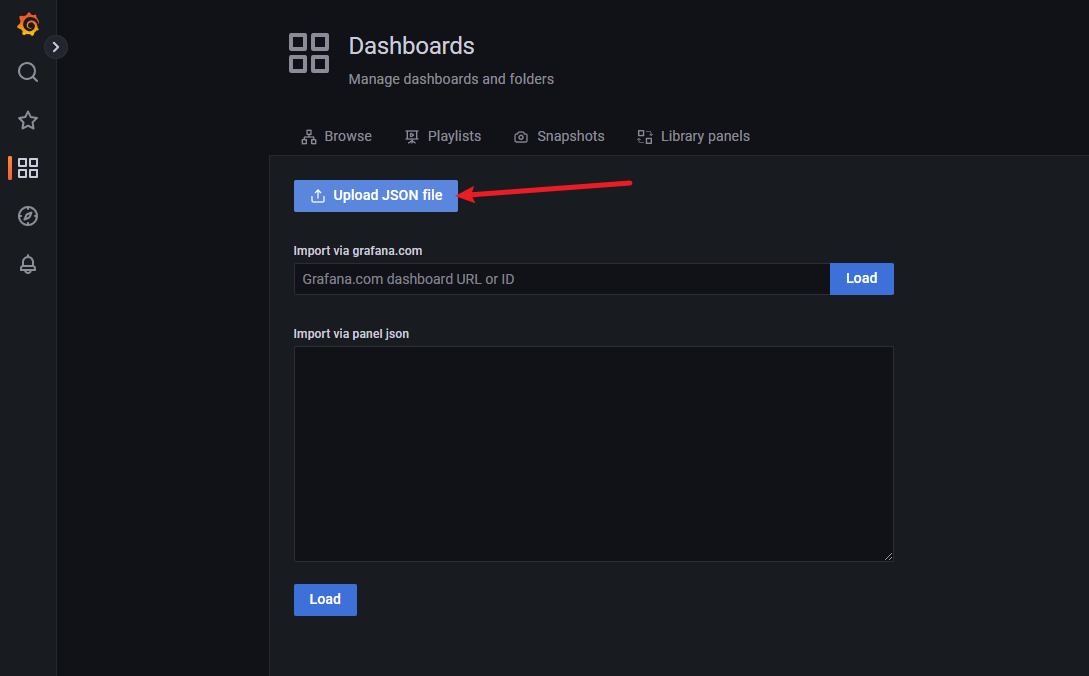 Dashboards
Manage dashboards and folders
Browse Playlists Snapshots Library panels
Upload JSON file
Import via grafana.com
Grafana.com dashboard URL or ID Load
Import via panel json
Load